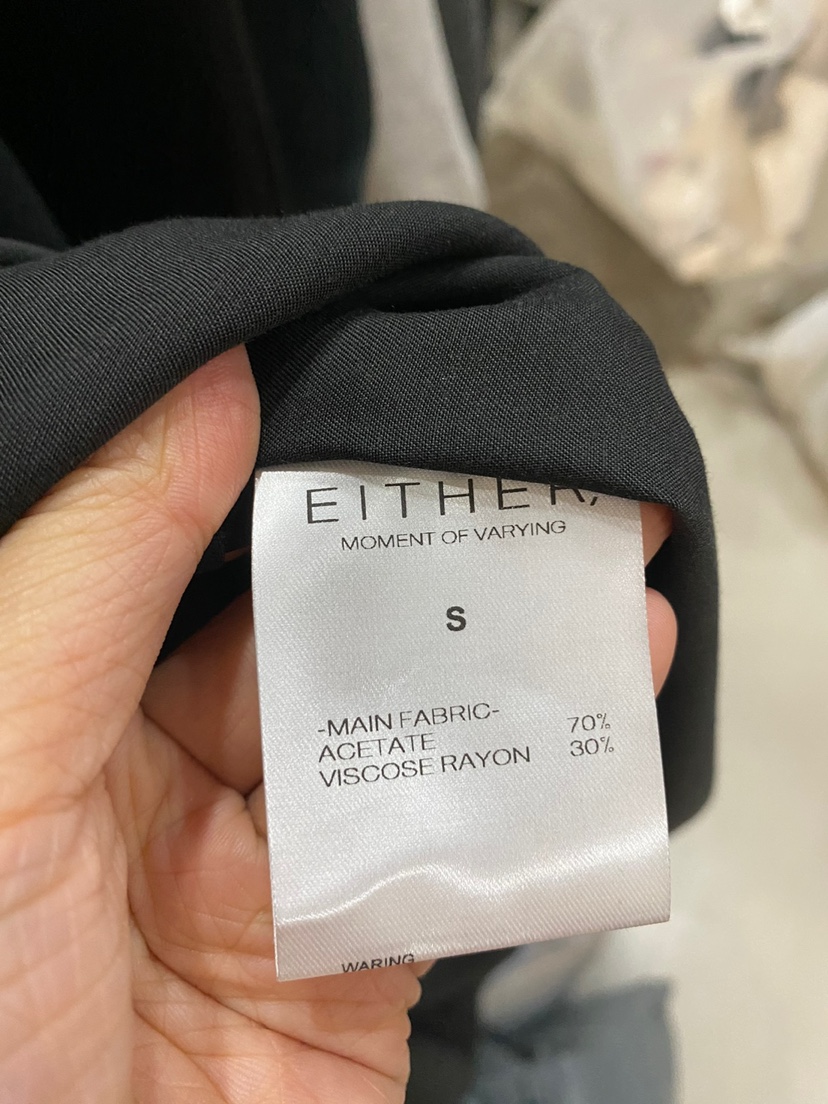 EITHER,
MOMENT OF VARYING
S
-MAIN FABRIC-
ACETATE 70%
VISCOSE RAYON 30%
WARING